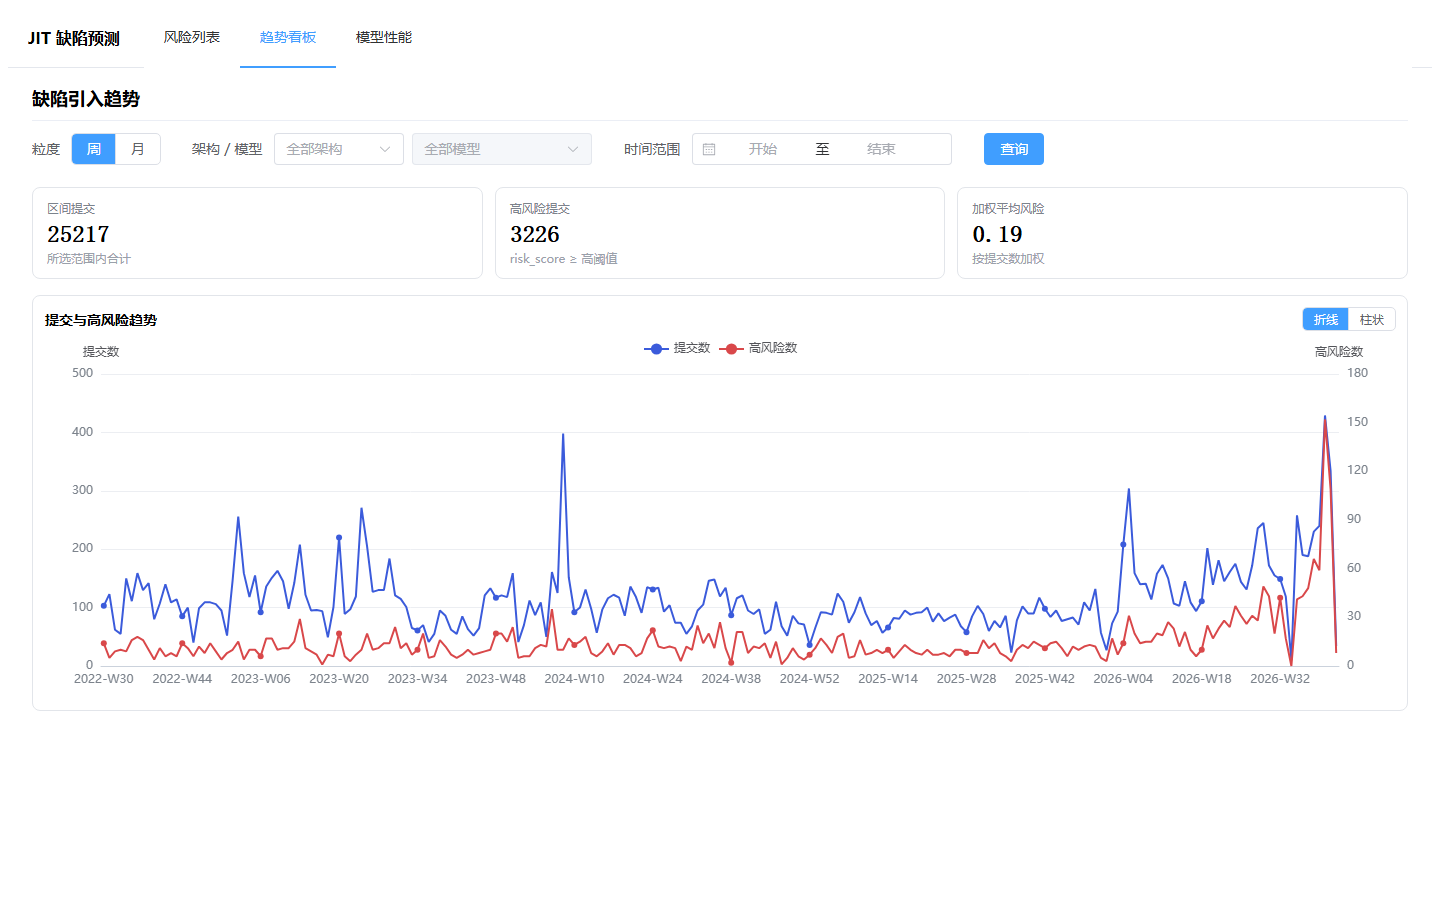 JIT 缺陷预测 风险列表 趋势看板 模型性能
缺陷引入趋势
粒度 周 月 架构 / 模型 全部架构 全部模型 时间范围 开始 至 结束 查询
区间提交
25217
所选范围内合计
高风险提交
3226
risk_score ≥ 高阈值
加权平均风险
0.19
按提交数加权
提交与高风险趋势
折线 柱状
提交数 高风险数
提交数
高风险数
500
400
300
200
100
0
180
150
120
90
60
30
0
2022-W30 2022-W44 2023-W06 2023-W20 2023-W34 2023-W48 2024-W10 2024-W24 2024-W38 2024-W52 2025-W14 2025-W28 2025-W42 2026-W04 2026-W18 2026-W32